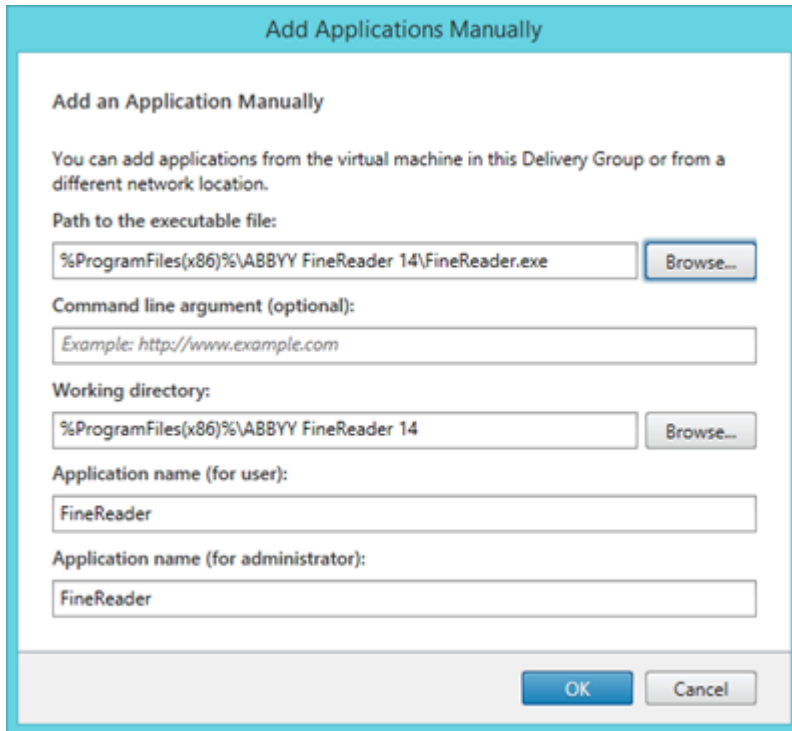 Add Applications Manually
Add an Application Manually
You can add applications from the virtual machine in this Delivery Group or from a
different network location.
Path to the executable file:
%ProgramFiles(x86)%\ABBYY FineReader 14\FineReader.exe
Browse...
Command line argument (optional):
Example: http://www.example.com
Working directory:
%ProgramFiles(x86)%\ABBYY FineReader 14
Browse...
Application name (for user):
FineReader
Application name (for administrator):
FineReader
OK
Cancel